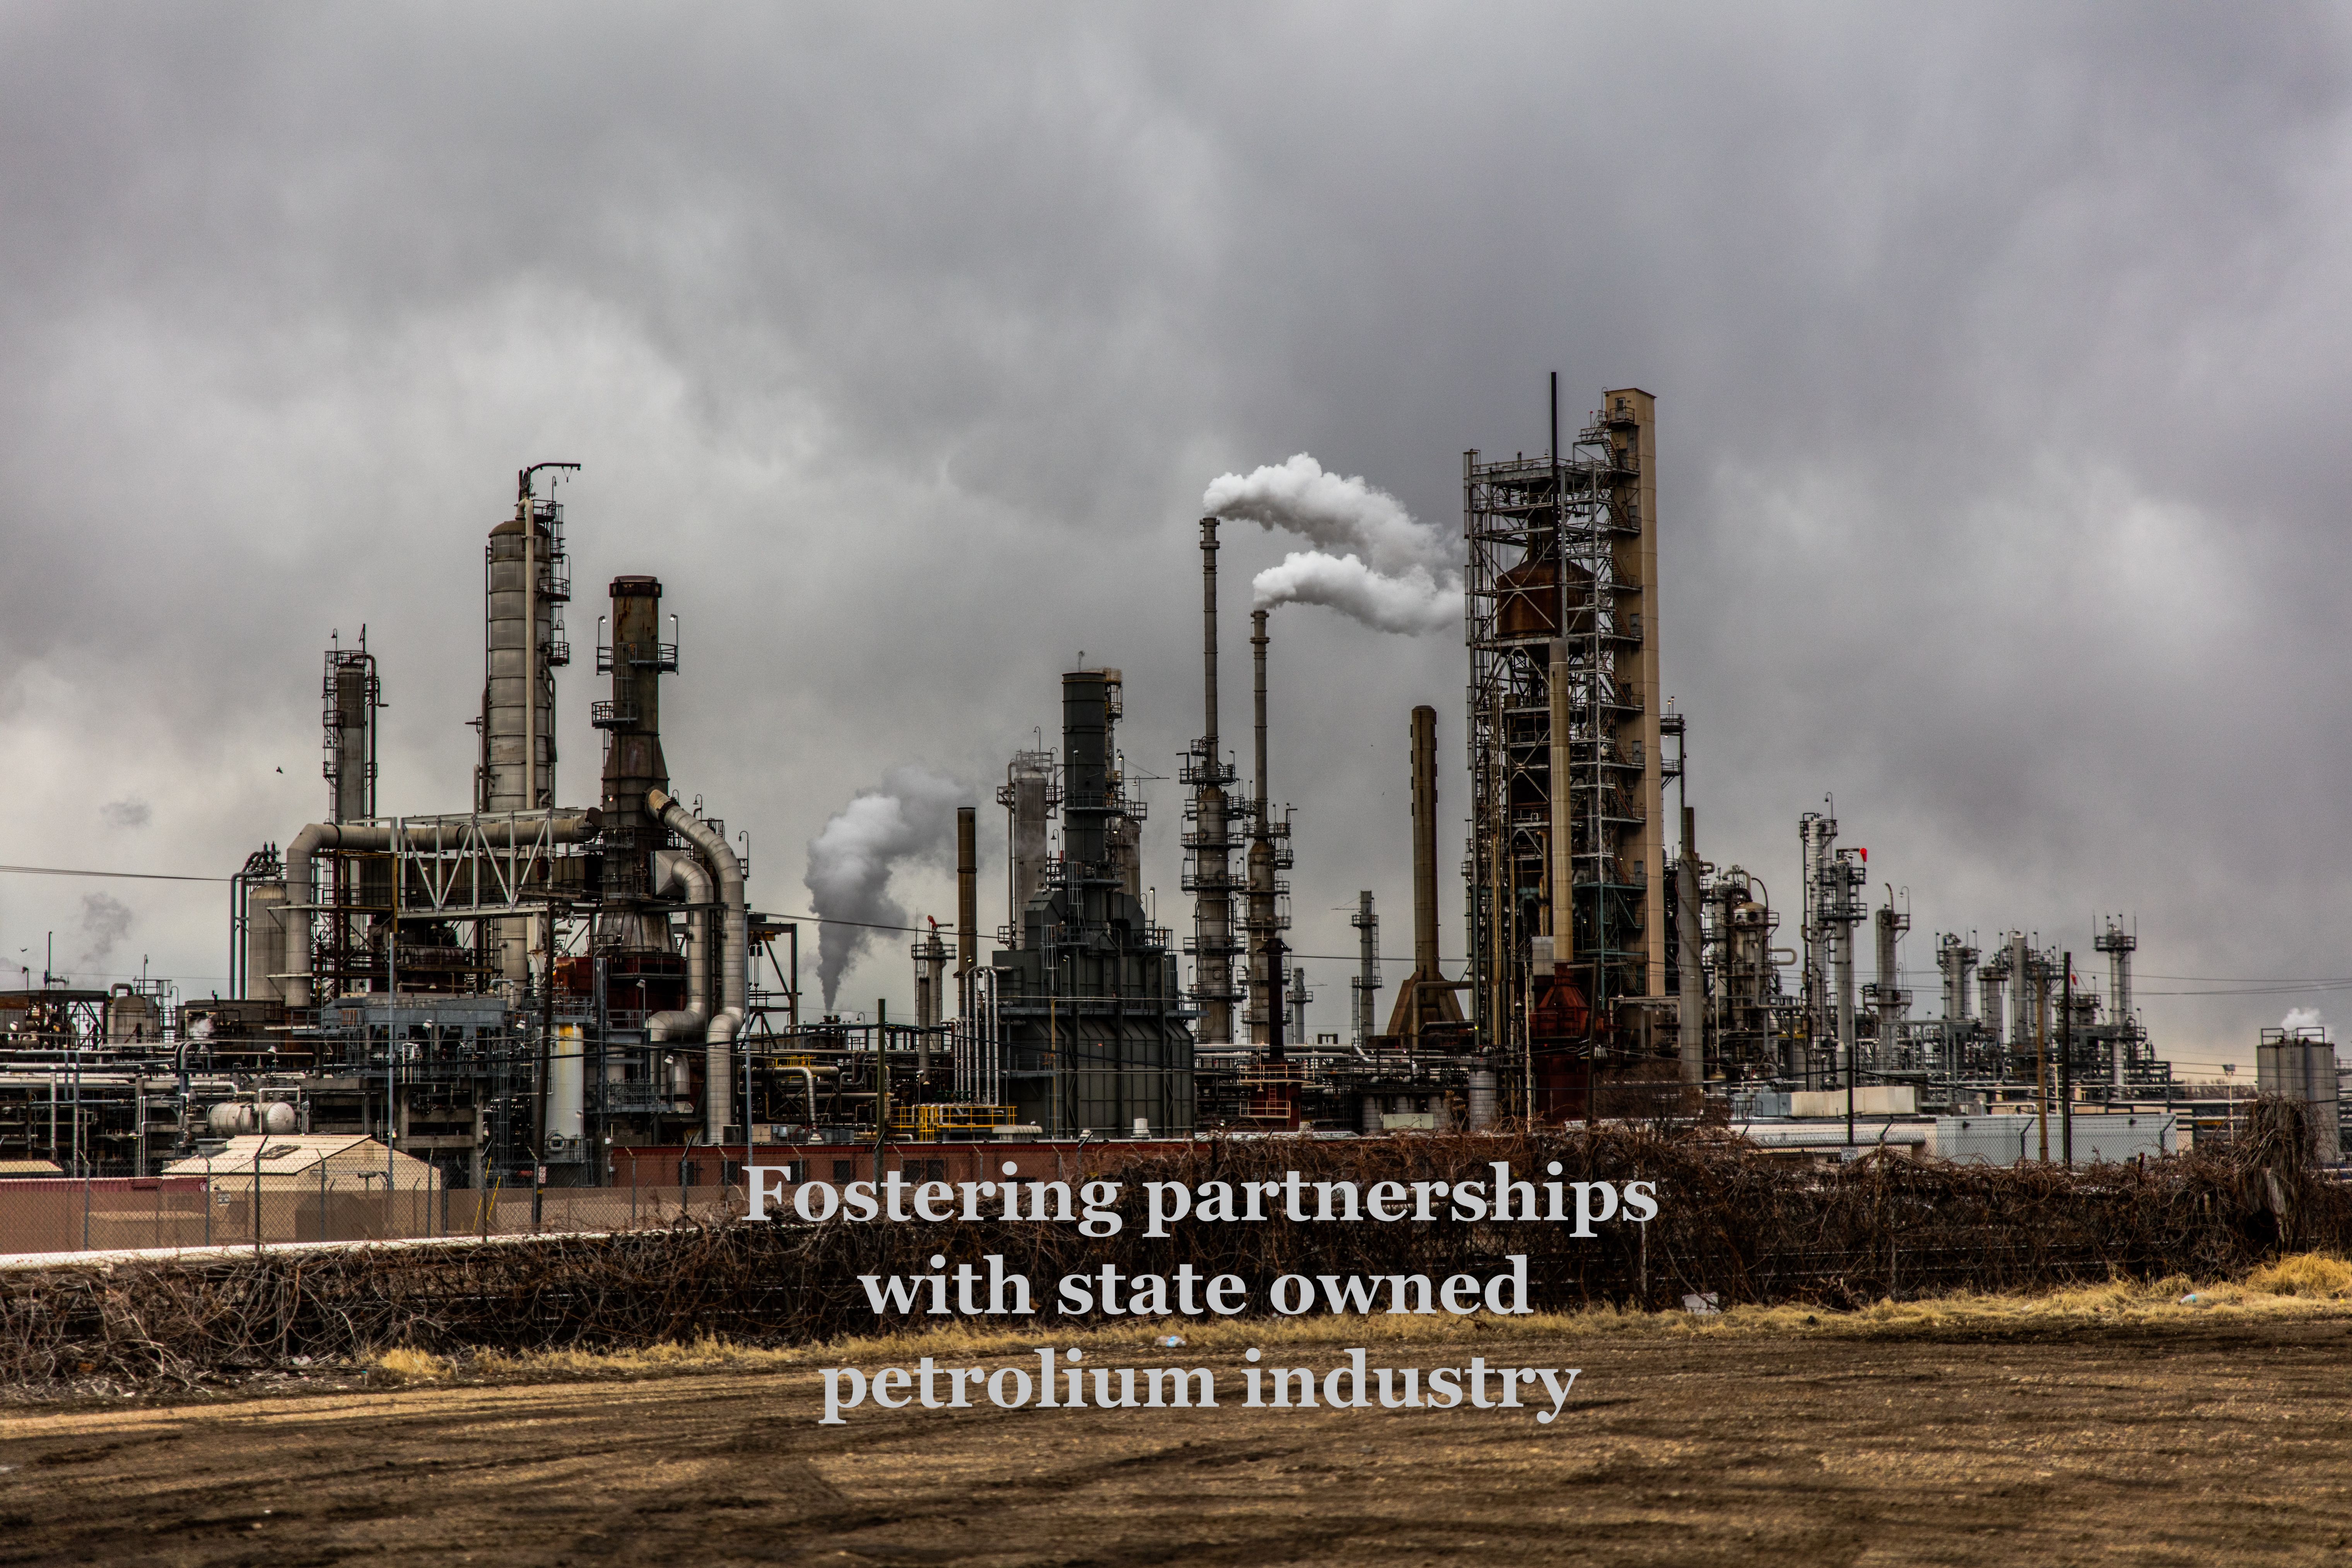 Fostering partnerships
with state owned
petrolium industry